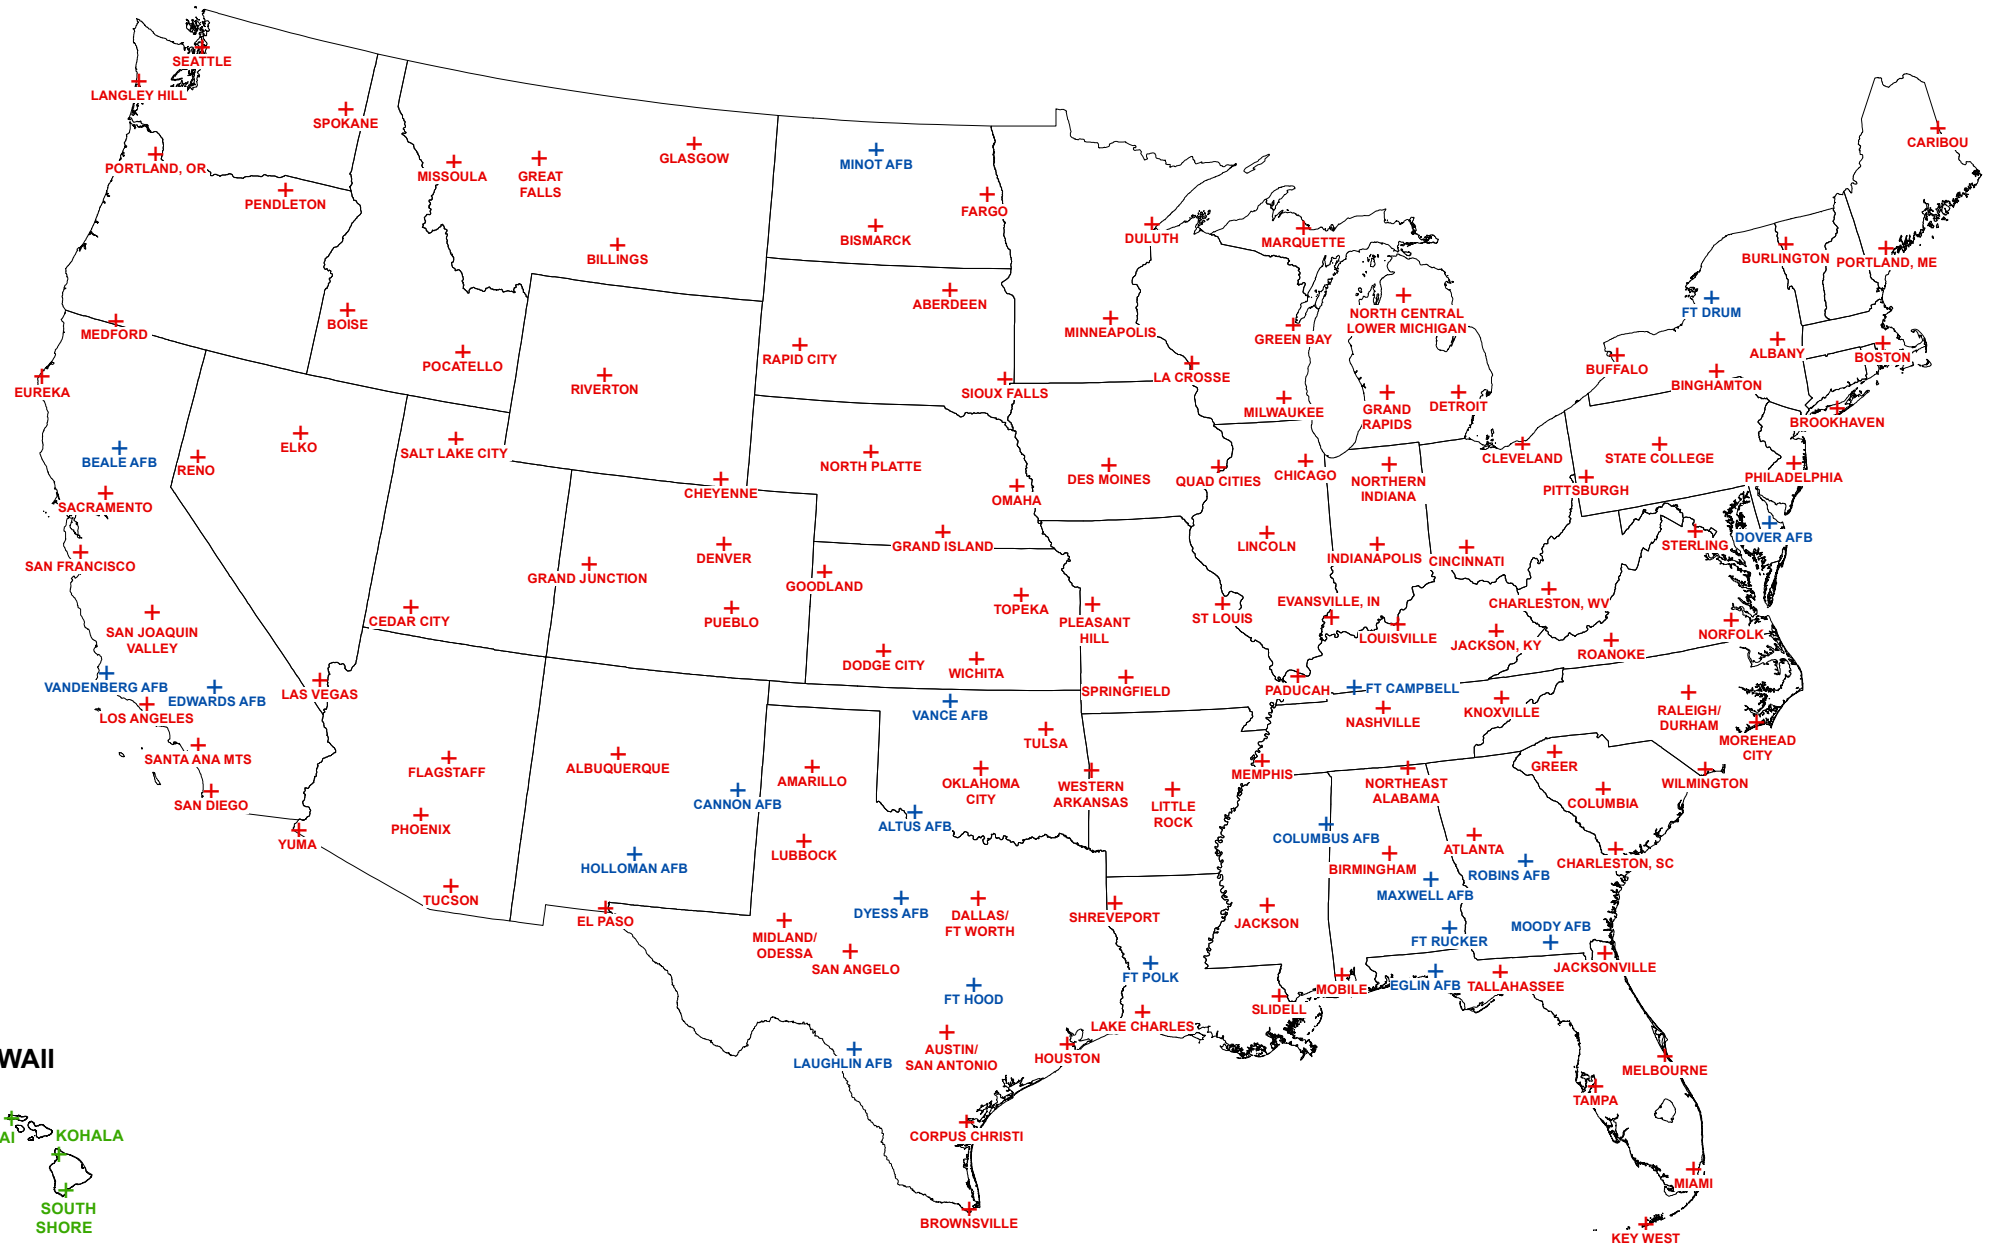 SEATTLE
LANGLEY HILL
SPOKANE
PORTLAND, OR
PENDLETON
MISSOULA
GREAT
FALLS
GLASGOW
MINOT AFB
FARGO
BISMARCK
BILLINGS
DULUTH
MARQUETTE
CARIBOU
BURLINGTON
PORTLAND, ME
MEDFORD
BOISE
POCATELLO
ABERDEEN
MINNEAPOLIS
GREEN BAY
NORTH CENTRAL
LOWER MICHIGAN
FT DRUM
ALBANY
BOSTON
EUREKA
RIVERTON
RAPID CITY
SIOUX FALLS
LA CROSSE
MILWAUKEE
GRAND
RAPIDS
DETROIT
BUFFALO
BINGHAMTON
BROOKHAVEN
BEALE AFB
RENO
ELKO
SALT LAKE CITY
NORTH PLATTE
DES MOINES
QUAD CITIES
CHICAGO
NORTHERN
INDIANA
CLEVELAND
STATE COLLEGE
PITTSBURGH
PHILADELPHIA
SACRAMENTO
CHEYENNE
OMAHA
SAN FRANCISCO
GRAND JUNCTION
DENVER
GRAND ISLAND
LINCOLN
INDIANAPOLIS
CINCINNATI
STERLING
DOVER AFB
GOODLAND
SAN JOAQUIN
VALLEY
CEDAR CITY
PUEBLO
TOPEKA
PLEASANT
HILL
ST LOUIS
EVANSVILLE, IN
LOUISVILLE
CHARLESTON, WV
JACKSON, KY
ROANOKE
NORFOLK
VANDENBERG AFB
EDWARDS AFB
LOS ANGELES
LAS VEGAS
DODGE CITY
WICHITA
SPRINGFIELD
PADUCAH
FT CAMPBELL
NASHVILLE
KNOXVILLE
RALEIGH/
DURHAM
MOREHEAD
CITY
VANCE AFB
TULSA
SANTA ANA MTS
SAN DIEGO
FLAGSTAFF
ALBUQUERQUE
CANNON AFB
AMARILLO
OKLAHOMA
CITY
WESTERN
ARKANSAS
LITTLE
ROCK
MEMPHIS
NORTHEAST
ALABAMA
GREER
COLUMBIA
WILMINGTON
YUMA
PHOENIX
HOLLOMAN AFB
LUBBOCK
ALTUS AFB
COLUMBUS AFB
BIRMINGHAM
ATLANTA
ROBINS AFB
CHARLESTON, SC
TUCSON
EL PASO
DYESS AFB
DALLAS/
FT WORTH
SHREVEPORT
JACKSON
MAXWELL AFB
FT RUCKER
MOODY AFB
MIDLAND/
ODESSA
SAN ANGELO
FT HOOD
FT POLK
SLIDELL
MOBILE
EGLIN AFB
TALLAHASSEE
JACKSONVILLE
LAUGHLIN AFB
AUSTIN/
SAN ANTONIO
HOUSTON
LAKE CHARLES
MELBOURNE
TAMPA
WAII
AI
KOHALA
SOUTH
SHORE
CORPUS CHRISTI
BROWNSVILLE
MIAMI
KEY WEST